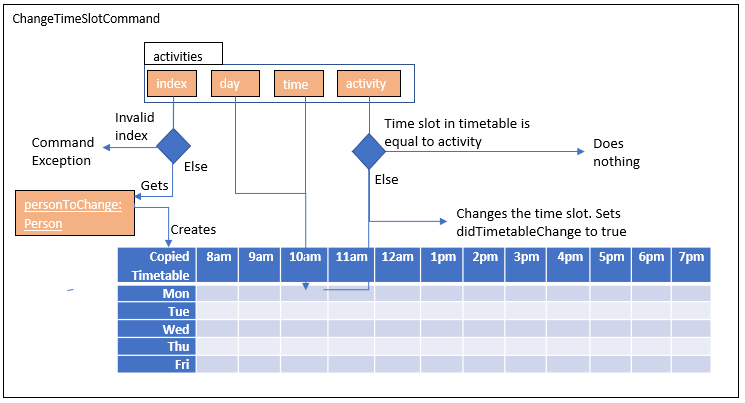 ChangeTimeSlotCommand
activities
index day time activity
Invalid
index
Command
Exception
Else
Gets
Time slot in timetable is
equal to activity
Does
nothing
Else
personToChange:
Person
Creates
Changes the time slot. Sets
didTimetableChange to true
Copied
Timetable
8am 9am 10am 11am 12am 1pm 2pm 3pm 4pm 5pm 6pm 7pm
Mon
Tue
Wed
Thu
Fri